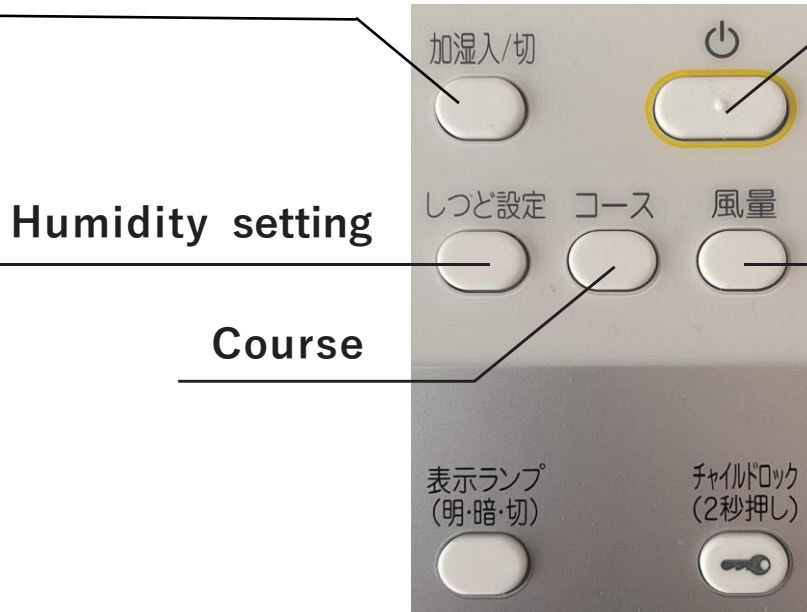 加湿入/切
Humidity setting
しつど設定 コース 風量
Course
表示ランプ
(明・暗・切)
チャイルドロック
(2秒押し)